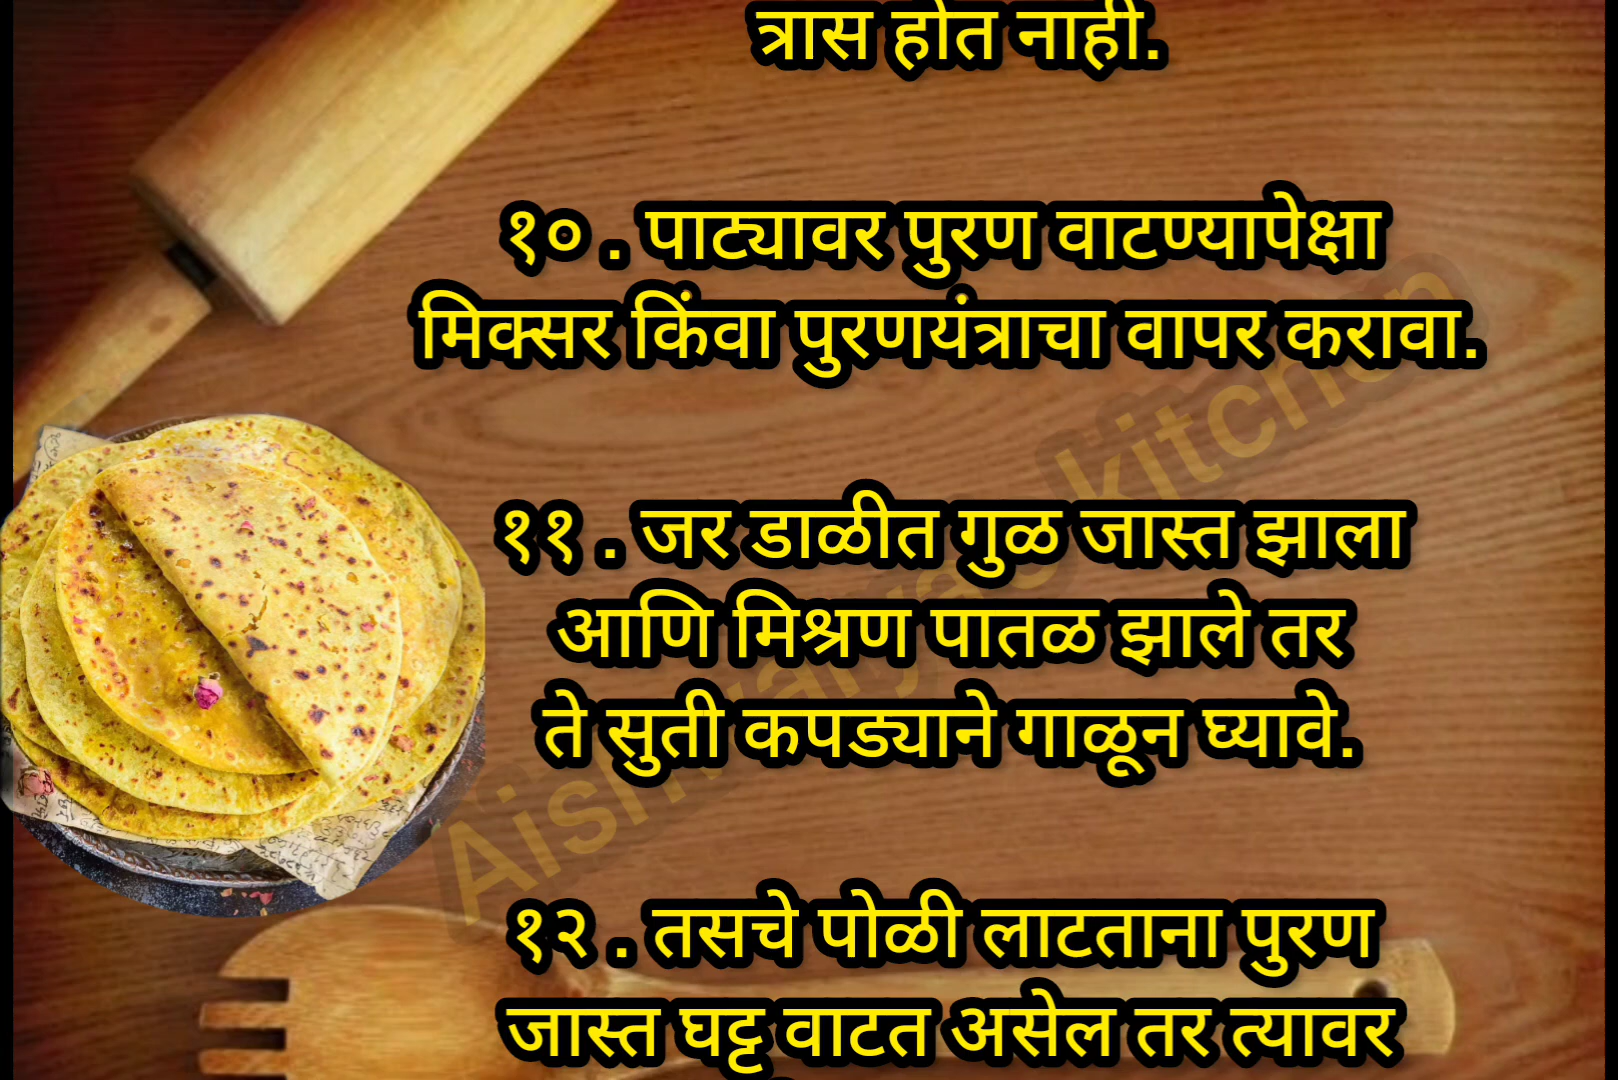 त्रास होत नाही.
१० . पाट्यावर पुरण वाटण्यापेक्षा
मिक्सर किंवा पुरणयंत्राचा वापर करावा.
११ . जर डाळीत गुळ जास्त झाला
आणि मिश्रण पातळ झाले तर
ते सुती कपड्याने गाळून घ्यावे.
१२ . तसचे पोळी लाटताना पुरण
जास्त घट्ट वाटत असेल तर त्यावर
kitchen